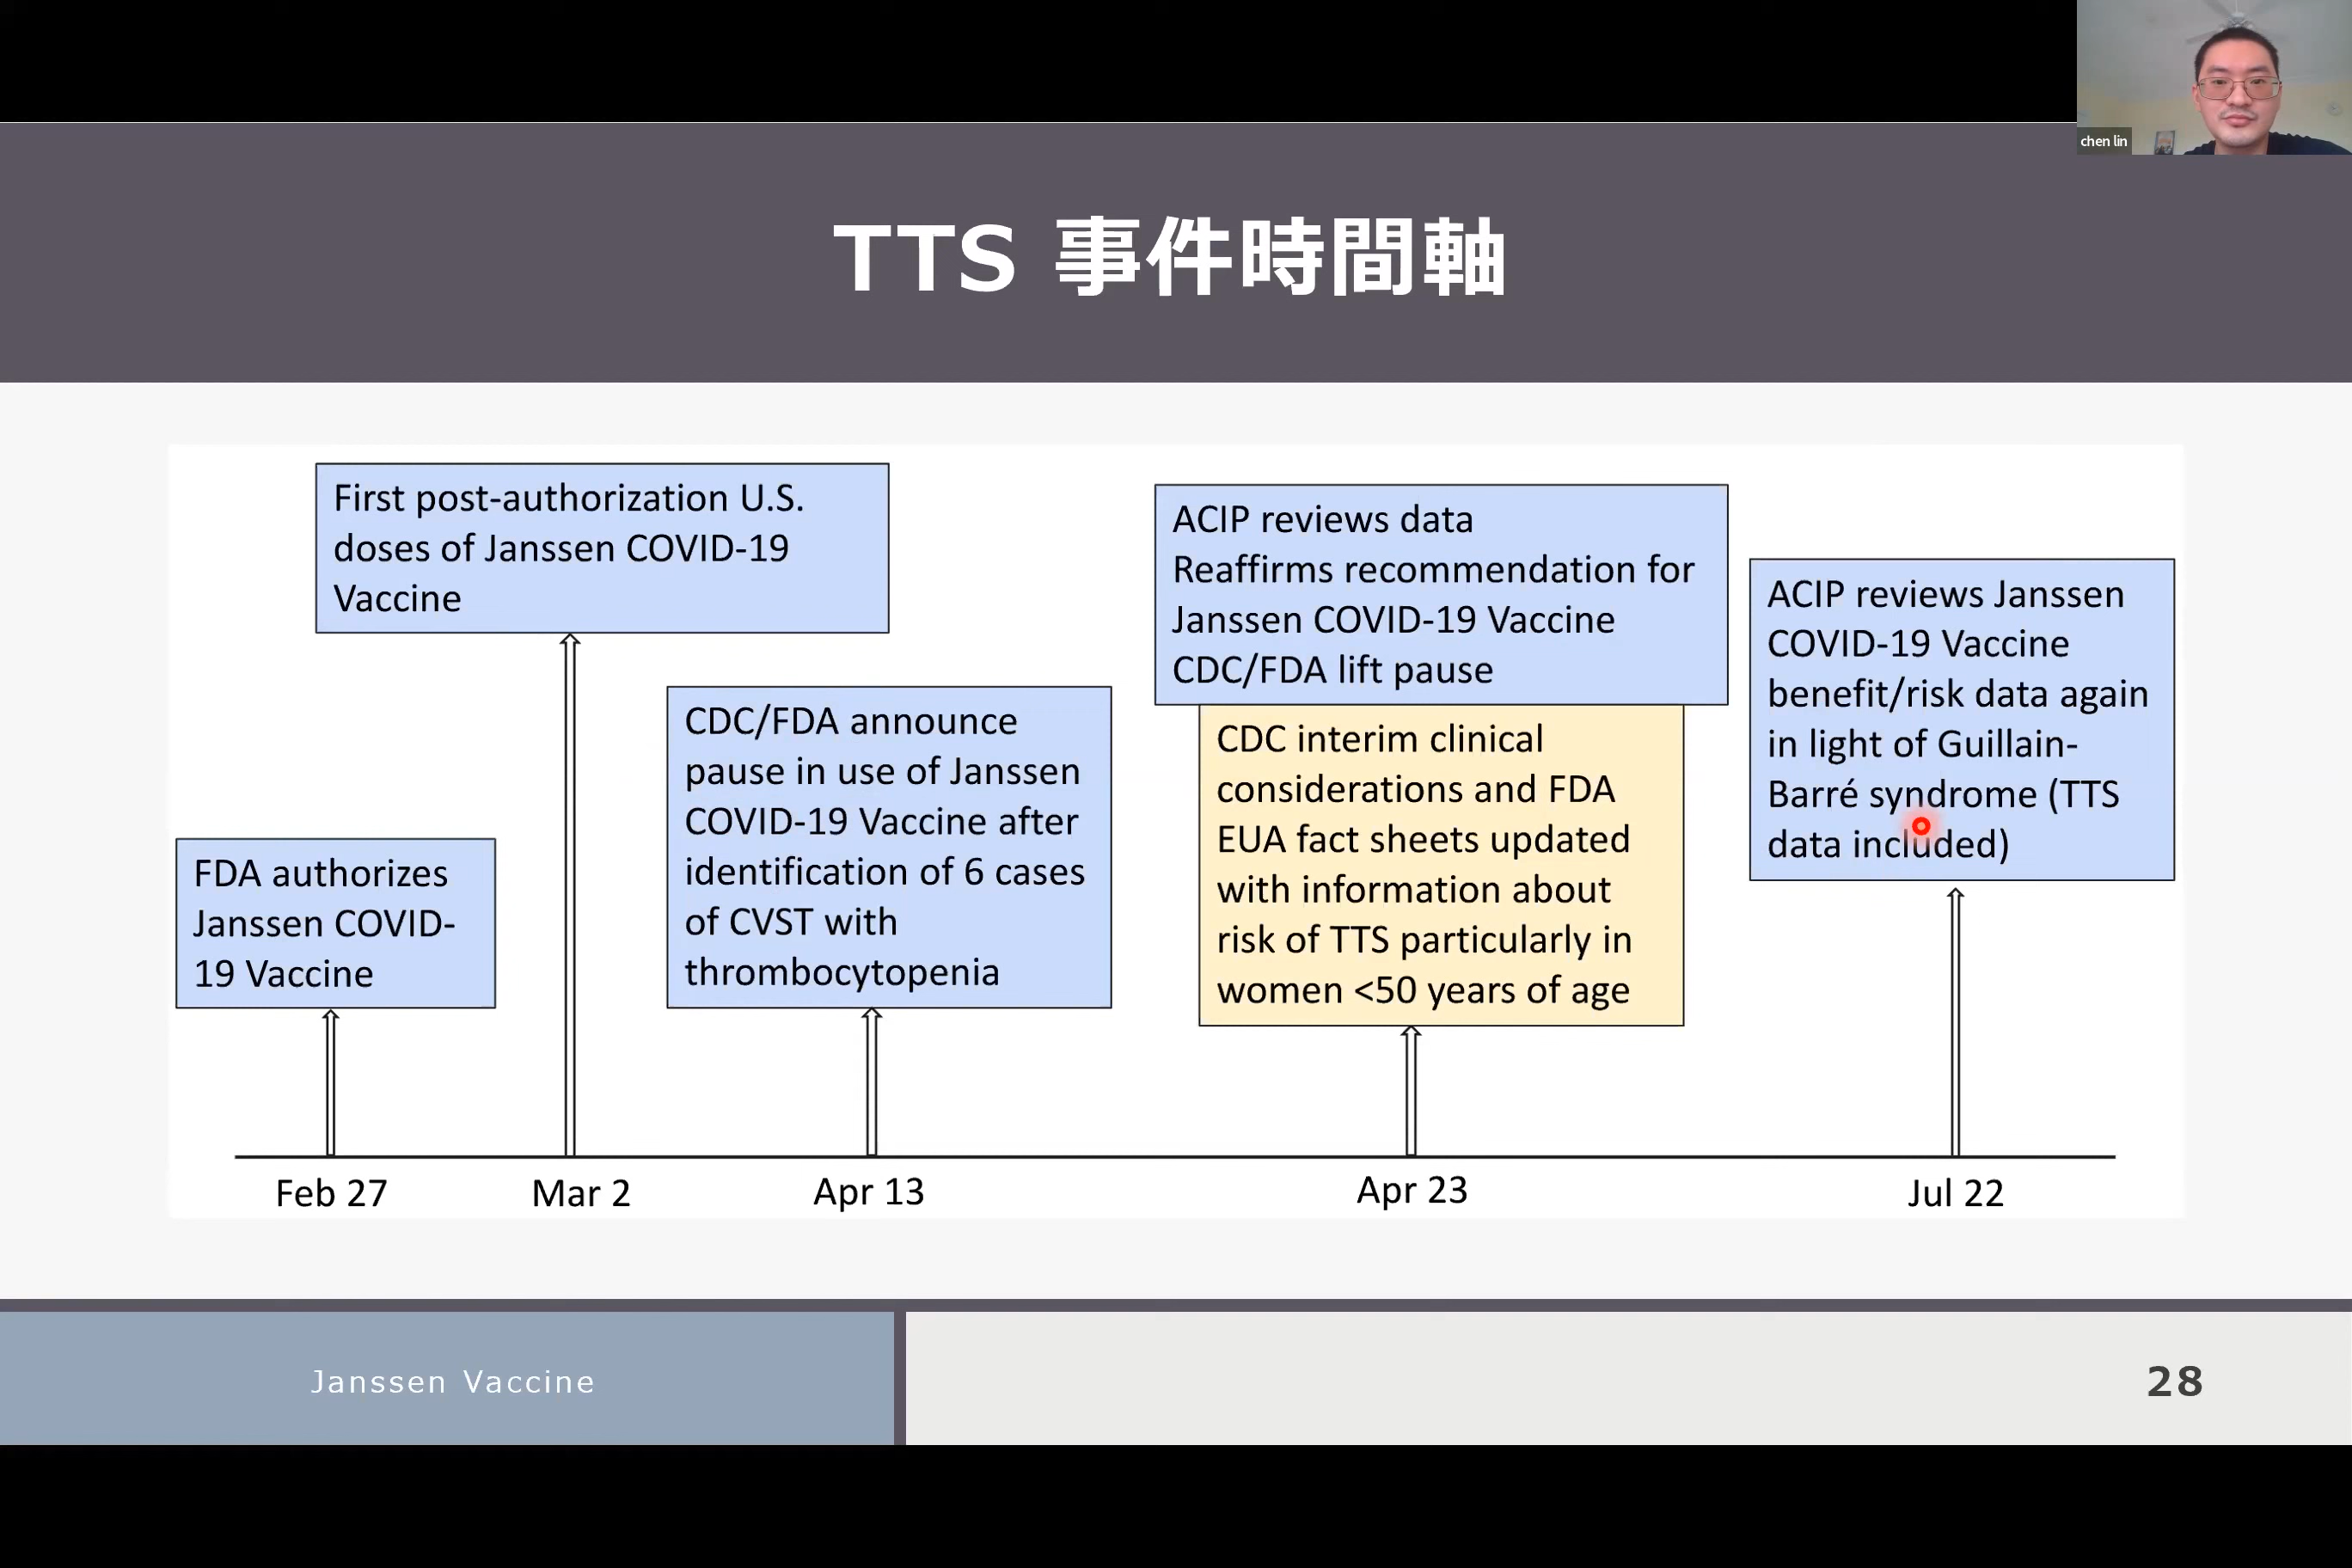 chen lin
TTS 事件時間軸
First post-authorization U.S.
doses of Janssen COVID-19
Vaccine
ACIP reviews data
Reaffirms recommendation for
Janssen COVID-19 Vaccine
CDC/FDA lift pause
ACIP reviews Janssen
COVID-19 Vaccine
benefit/risk data again
in light of Guillain-
Barré syndrome (TTS
data included)
CDC/FDA announce
pause in use of Janssen
COVID-19 Vaccine after
identification of 6 cases
of CVST with
thrombocytopenia
CDC interim clinical
considerations and FDA
EUA fact sheets updated
with information about
risk of TTS particularly in
women <50 years of age
FDA authorizes
Janssen COVID-
19 Vaccine
Feb 27
Mar 2
Apr 13
Apr 23
Jul 22
Janssen Vaccine
28